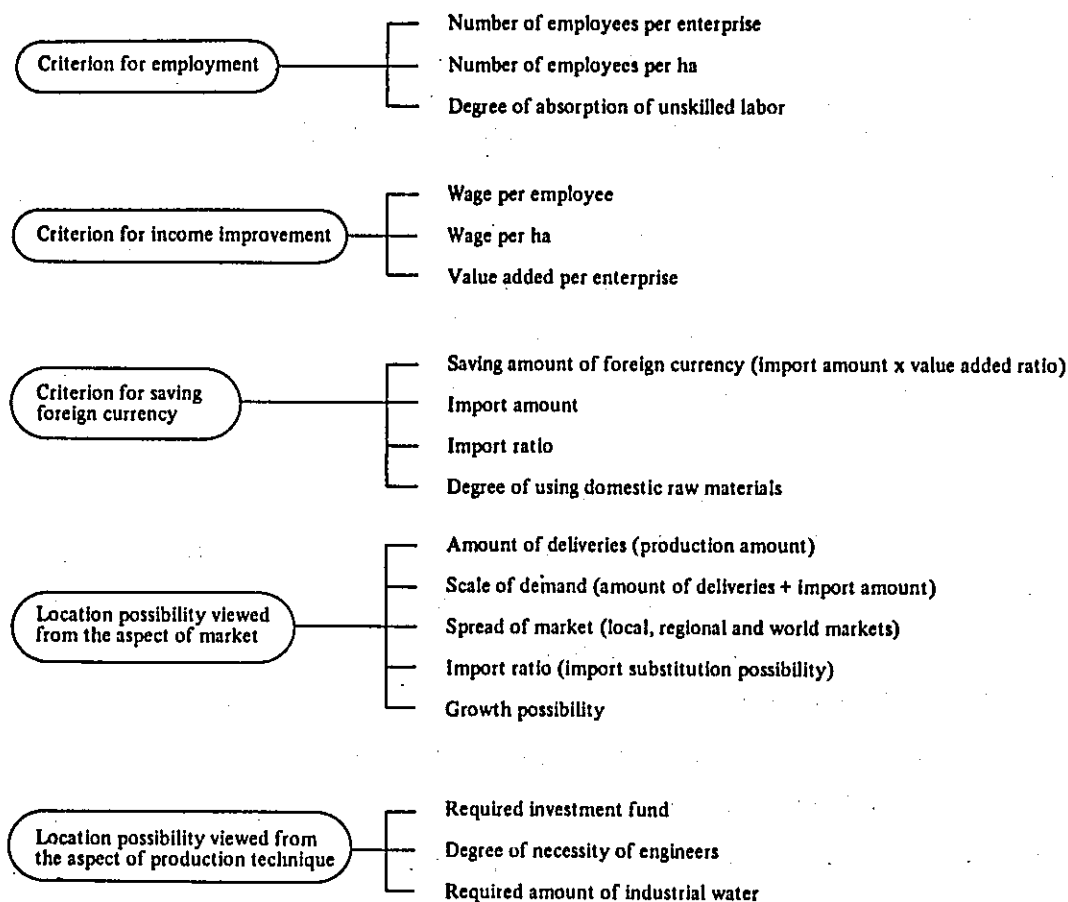 Criterion for employment
Number of employees per enterprise
Number of employees per ha
Degree of absorption of unskilled labor
Criterion for income improvement
Wage per employee
Wage per ha
Value added per enterprise
Criterion for saving
foreign currency
Saving amount of foreign currency (import amount x value added ratio)
Import amount
Import ratio
Degree of using domestic raw materials
Location possibility viewed
from the aspect of market
Amount of deliveries (production amount)
Scale of demand (amount of deliveries + import amount)
Spread of market (local, regional and world markets)
Import ratio (import substitution possibility)
Growth possibility
Location possibility viewed from
the aspect of production technique
Required investment fund
Degree of necessity of engineers
Required amount of industrial water